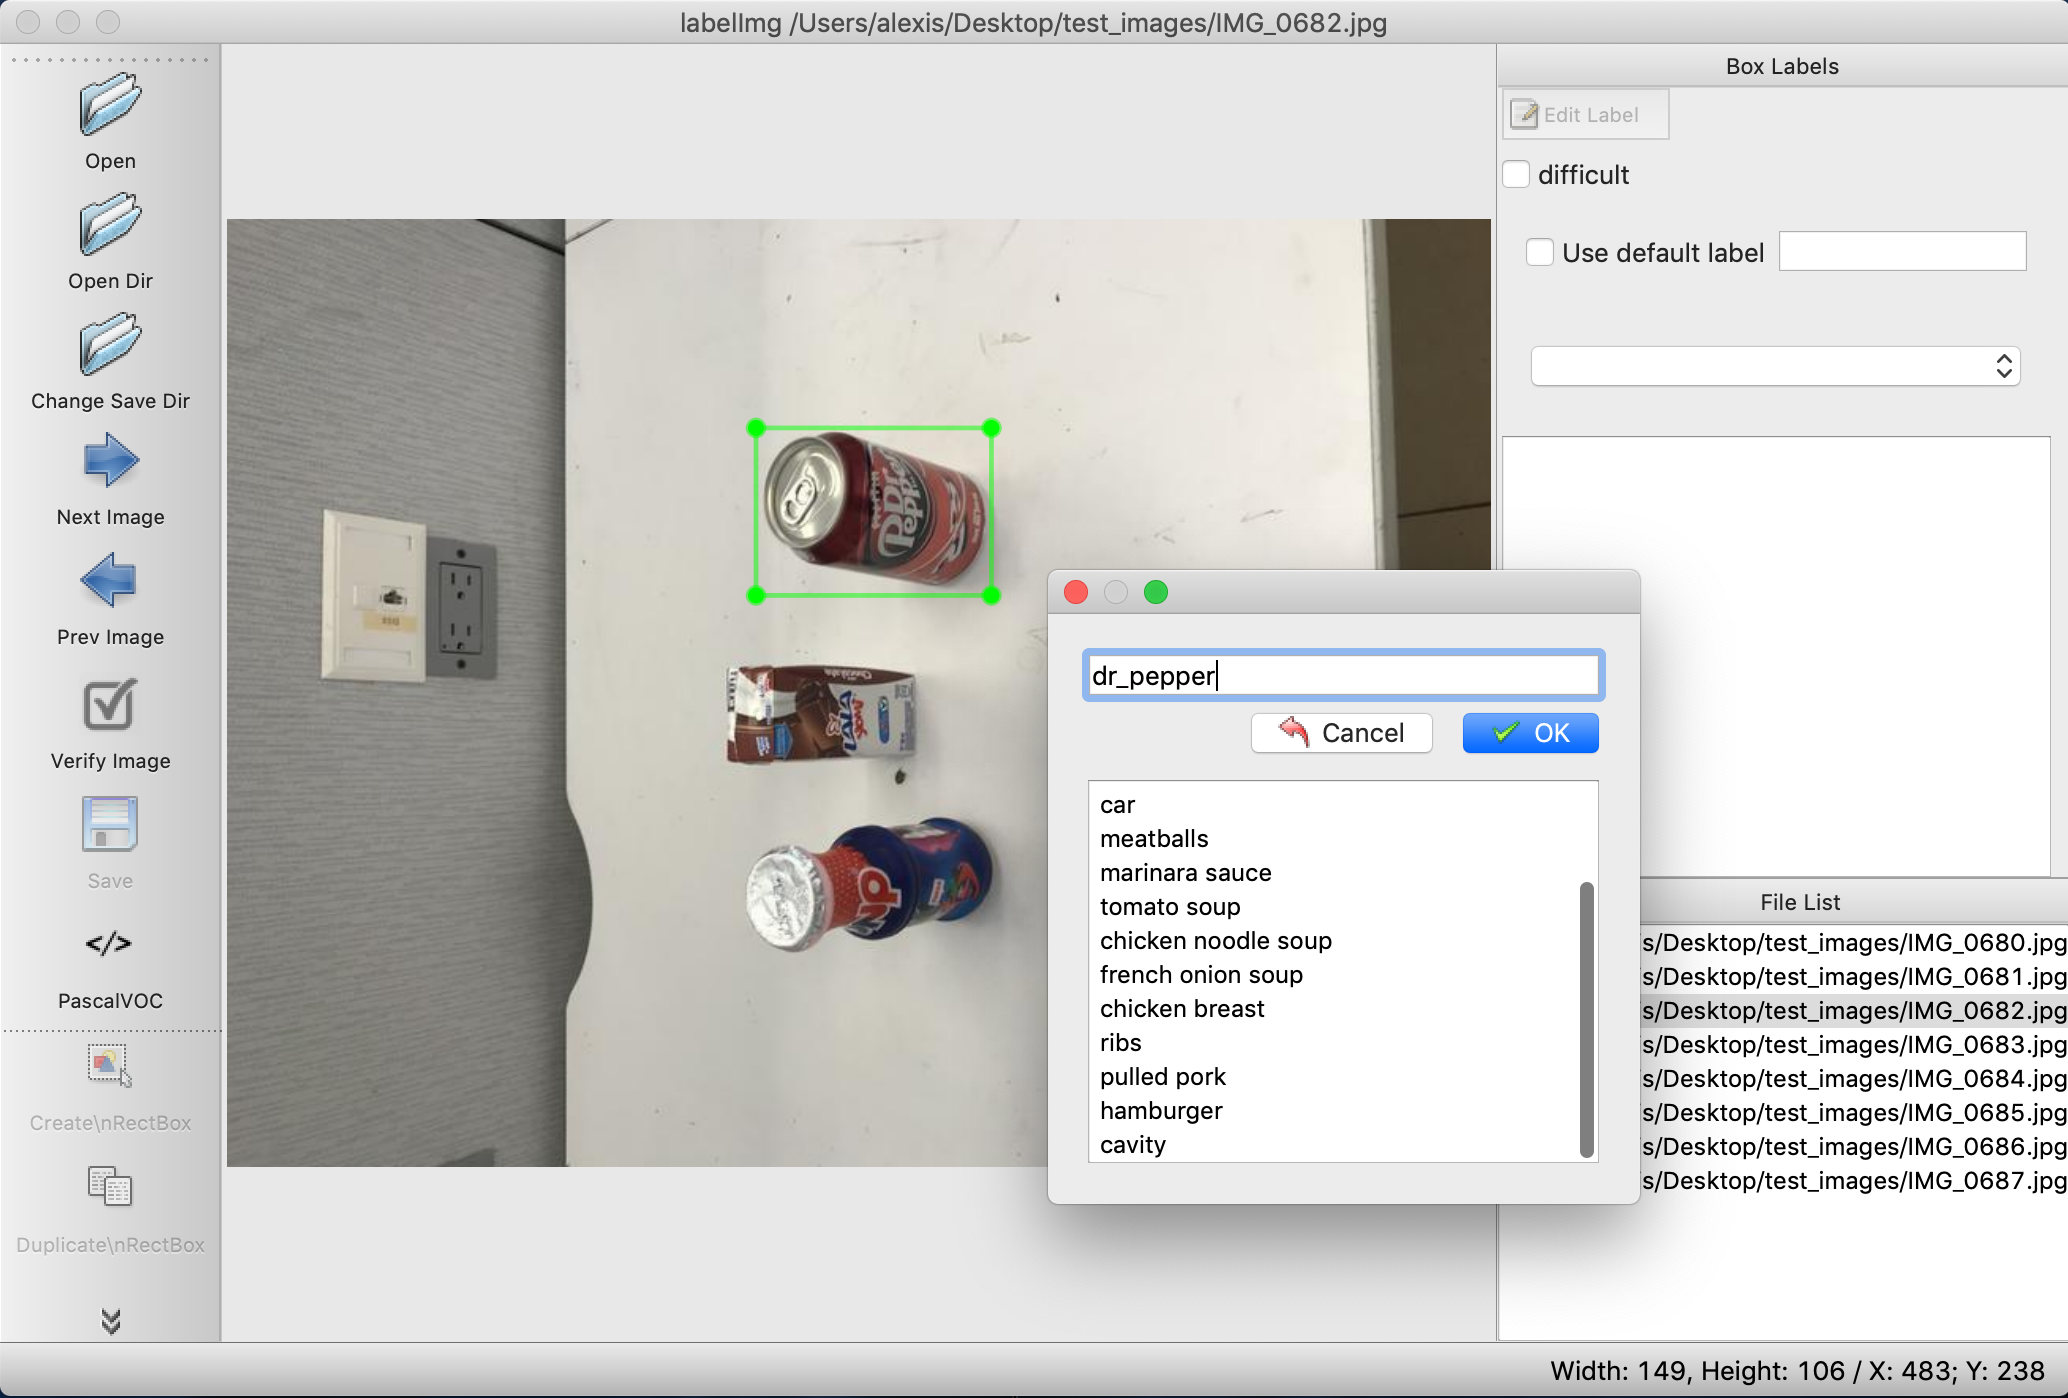 labelImg /Users/alexis/Desktop/test_images/IMG_0682.jpg
Open
Open Dir
Change Save Dir
Next Image
Prev Image
Verify Image
Save
</>
PascalVOC
Create\nRectBox
Duplicate\nRectBox
Dr
Pepper
Chocolate
LALA
up
dr_pepper
Cancel
OK
car
meatballs
marinara sauce
tomato soup
chicken noodle soup
french onion soup
chicken breast
ribs
pulled pork
hamburger
cavity
Box Labels
Edit Label
difficult
Use default label
File List
s/Desktop/test_images/IMG_0680.jpg
s/Desktop/test_images/IMG_0681.jpg
s/Desktop/test_images/IMG_0682.jpg
s/Desktop/test_images/IMG_0683.jpg
s/Desktop/test_images/IMG_0684.jpg
s/Desktop/test_images/IMG_0685.jpg
s/Desktop/test_images/IMG_0686.jpg
s/Desktop/test_images/IMG_0687.jpg
Width: 149, Height: 106 / X: 483; Y: 238